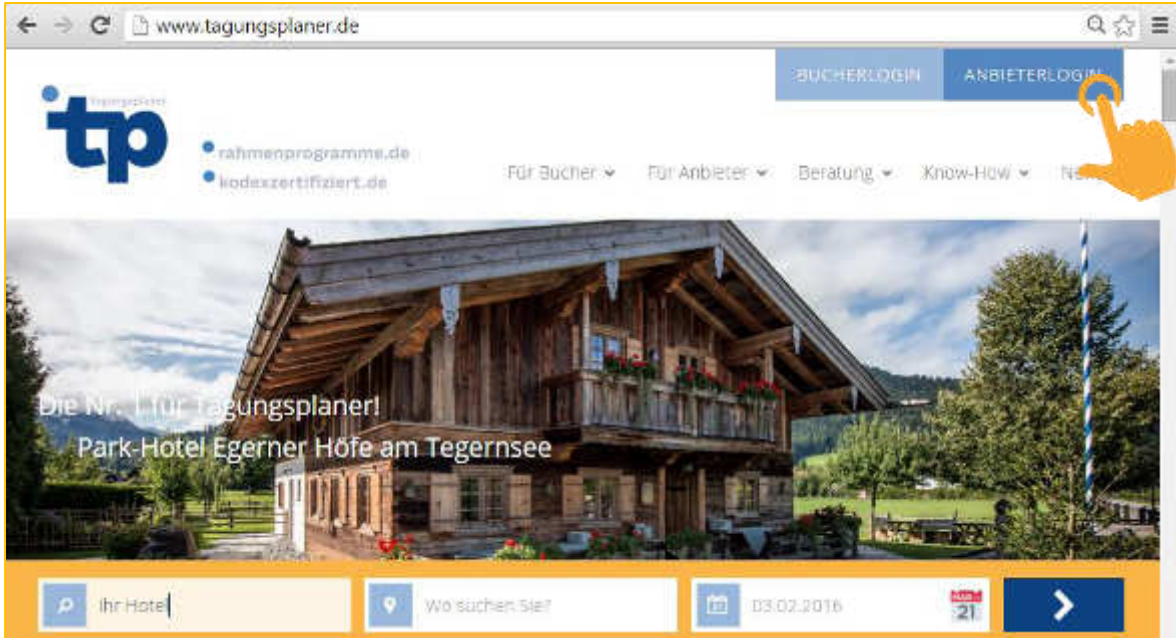 www.tagungsplaner.de
BUCHERLOGIN ANBIETERLOGIN
tagungsplaner
tp
rahmenprogramme.de
kodexzertifiziert.de
Für Bucher Für Anbieter Beratung Know-How
Die Nr. 1 für Tagungsplaner!
Park-Hotel Egerner Höfe am Tegernsee
Ihr Hotel Wo suchen Sie? 03.02.2016 21